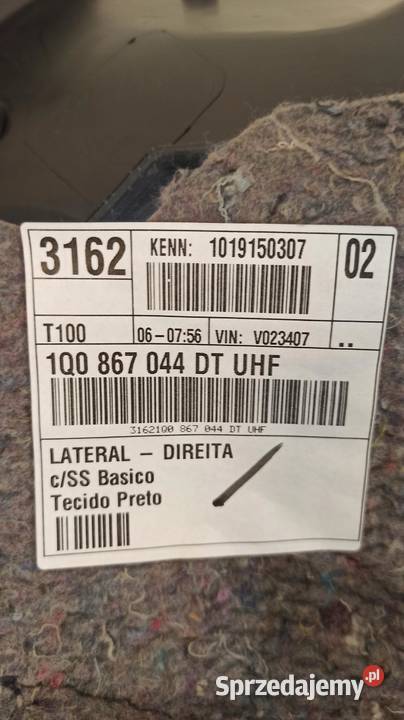 3162
KENN: 1019150307
02
T100
06-07:56
VIN: V023407
..
1Q0 867 044 DT UHF
31621Q0 867 044 DT UHF
LATERAL - DIREITA
c/SS Basico
Tecido Preto
Sprzedajemy.pl